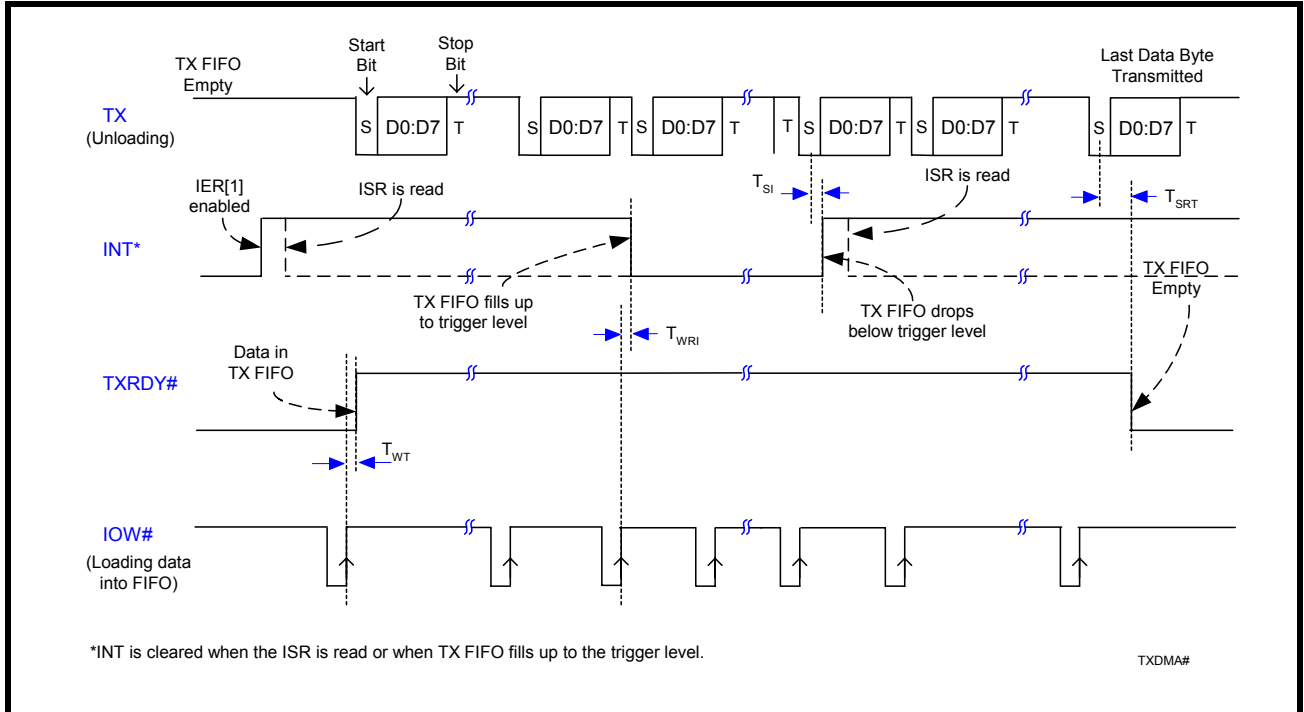 Start
Bit
Stop
Bit
TX FIFO
Empty
Last Data Byte
Transmitted
TX
(Unloading)
S D0:D7 T S D0:D7 T S D0:D7 T T S D0:D7 T S D0:D7 T S D0:D7 T
IER[1]
enabled
ISR is read
TSI
ISR is read
TSRT
INT*
TX FIFO fills up
to trigger level
TX FIFO drops
below trigger level
TX FIFO
Empty
TWRI
Data in
TX FIFO
TXRDY#
TWT
IOW#
(Loading data
into FIFO)
*INT is cleared when the ISR is read or when TX FIFO fills up to the trigger level.
TXDMA#